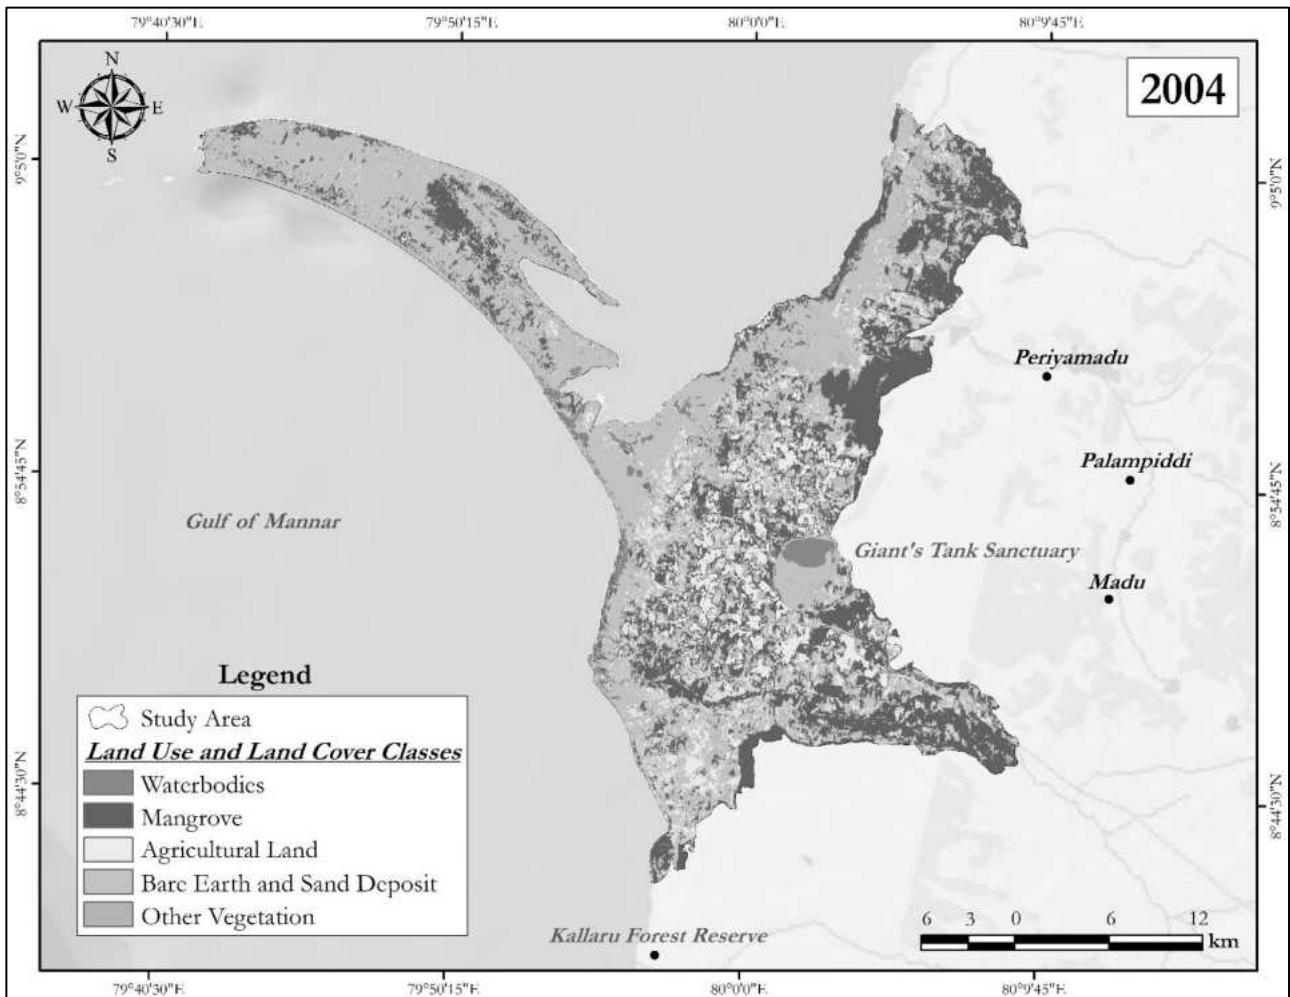 79°40'30"E 79°50'15"E 80°0'0"E 80°9'45"E
N
W E
S
2004
9°5'0"N
9°5'0"N
Periyamadu
Palampiddi
8°54'45"N
8°54'45"N
Gulf of Mannar
Giant's Tank Sanctuary
Madu
Legend
Study Area
Land Use and Land Cover Classes
Waterbodies
Mangrove
Agricultural Land
Bare Earth and Sand Deposit
Other Vegetation
8°44'30"N
8°44'30"N
Kallaru Forest Reserve
6 3 0 6 12
km
79°40'30"E 79°50'15"E 80°0'0"E 80°9'45"E